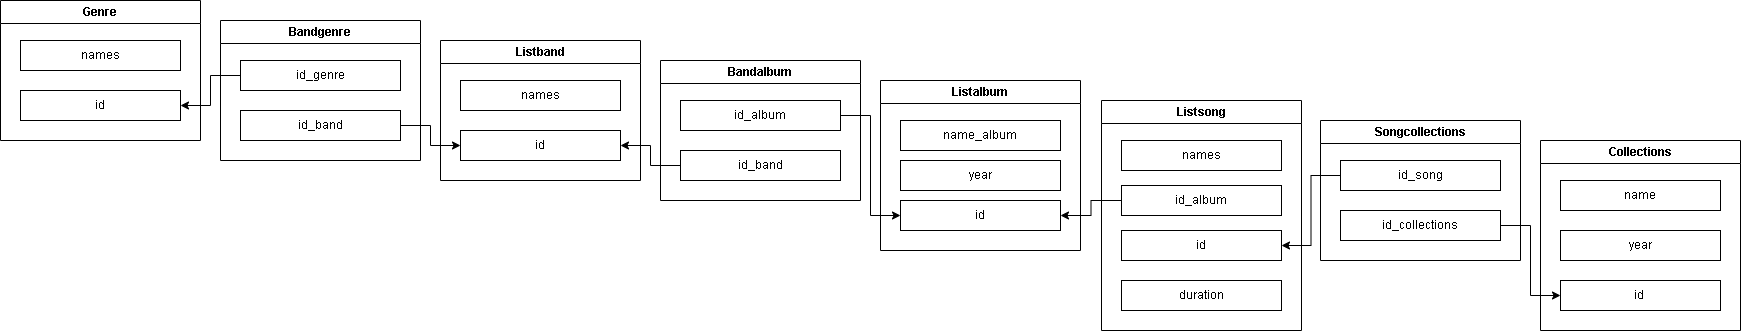 Genre
names
id
Bandgenre
id_genre
id_band
Listband
names
id
Bandalbum
id_album
id_band
Listalbum
name_album
year
id
Listsong
names
id_album
id
duration
Songcollections
id_song
id_collections
Collections
name
year
id